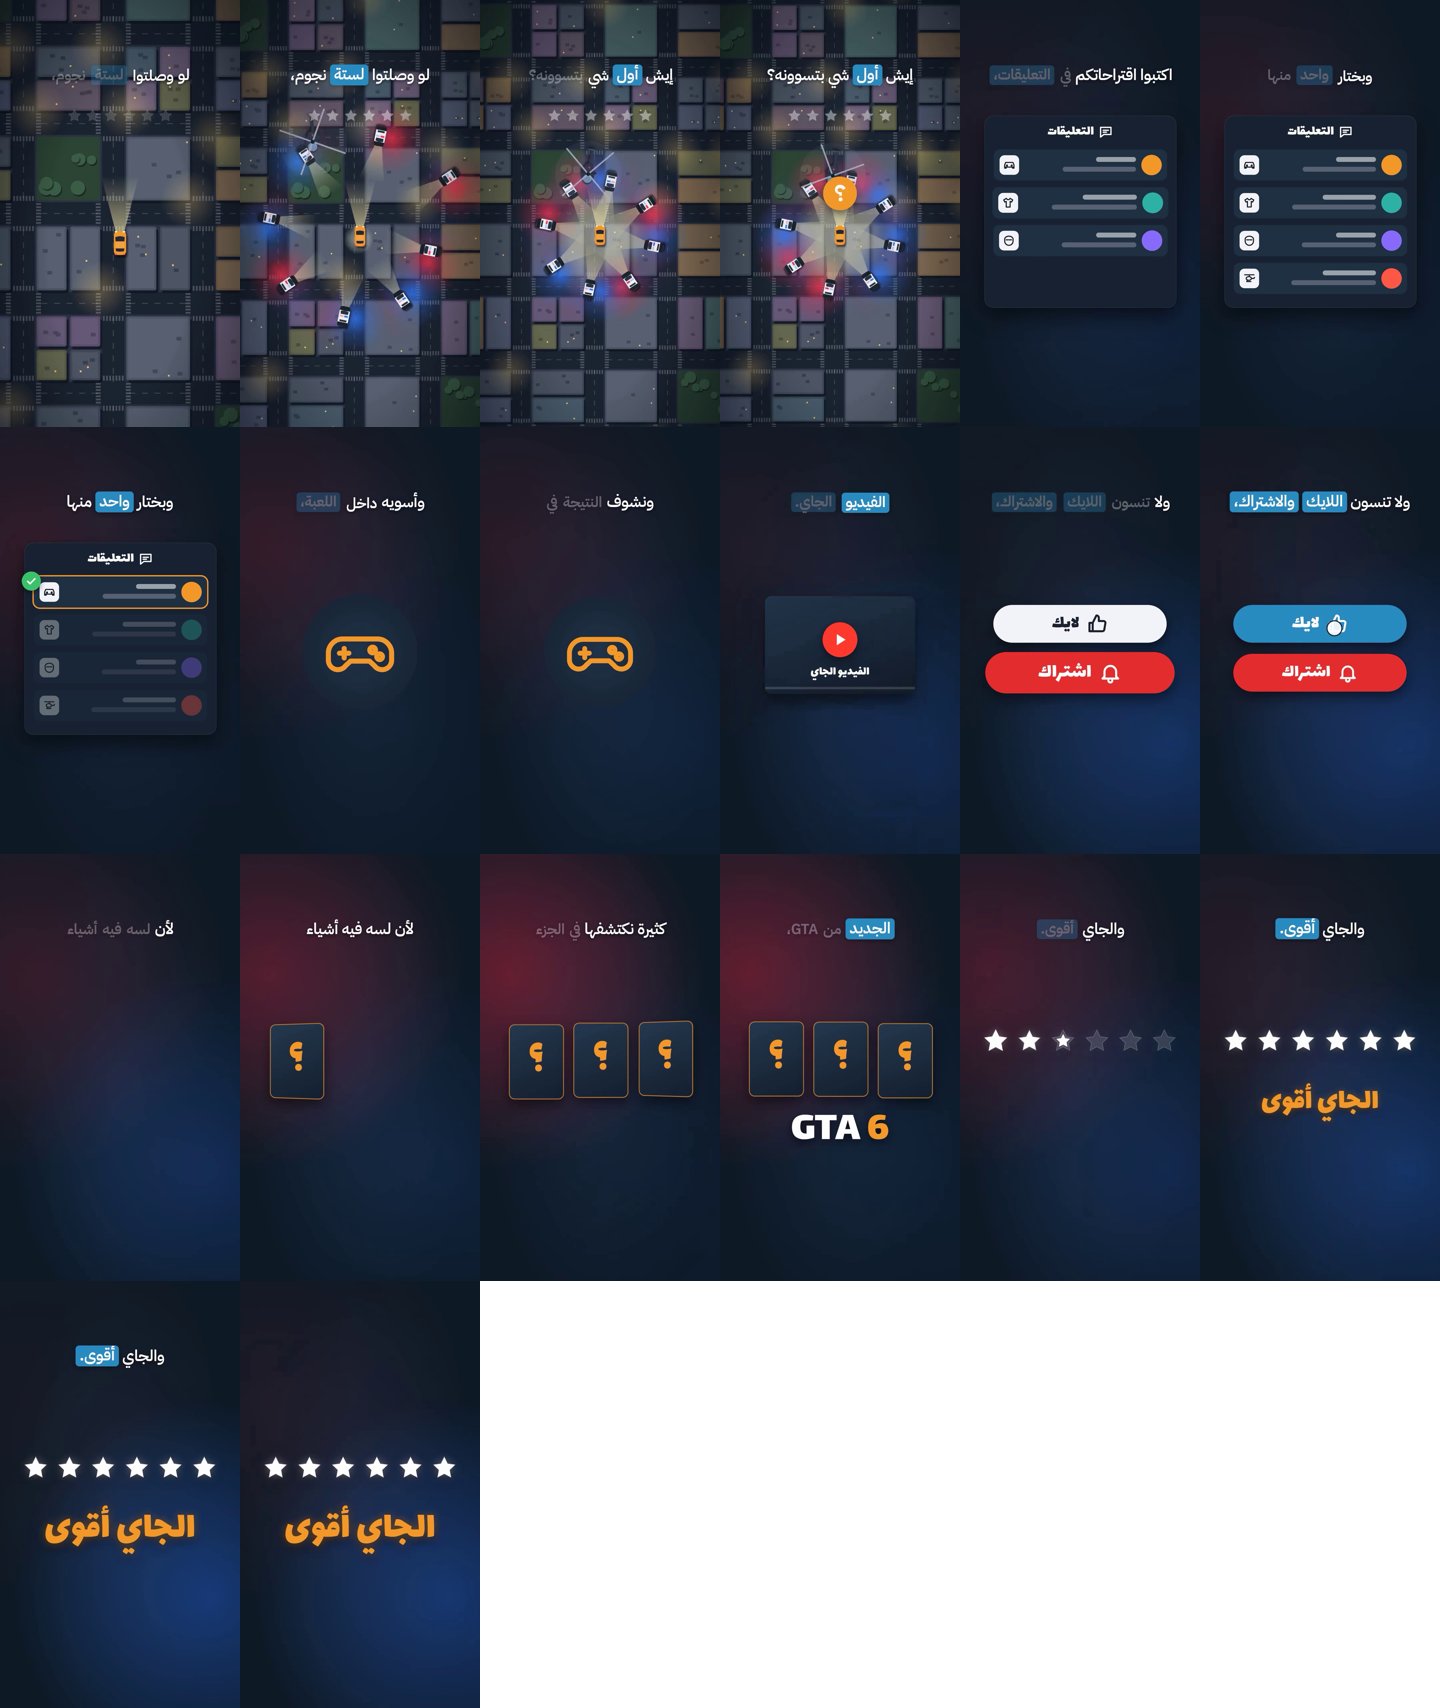 لو وصلتوا لستة نجوم،
لو وصلتوا لستة نجوم،
إيش أول شي بتسوونه؟
إيش أول شي بتسوونه؟
؟
اكتبوا اقتراحاتكم في التعليقات،
التعليقات
وبختار واحد منها
التعليقات
وبختار واحد منها
التعليقات
وأسويه داخل اللعبة،
ونشوف النتيجة في
الفيديو الجاي.
الفيديو الجاي
ولا تنسون اللايك والاشتراك،
لايك
اشتراك
ولا تنسون اللايك والاشتراك،
لايك
اشتراك
لأن لسه فيه أشياء
لأن لسه فيه أشياء
؟
كثيرة نكتشفها في الجزء
؟ ؟ ؟
الجديد من GTA،
؟ ؟ ؟
GTA 6
والجاي أقوى.
والجاي أقوى.
الجاي أقوى
والجاي أقوى.
الجاي أقوى
الجاي أقوى